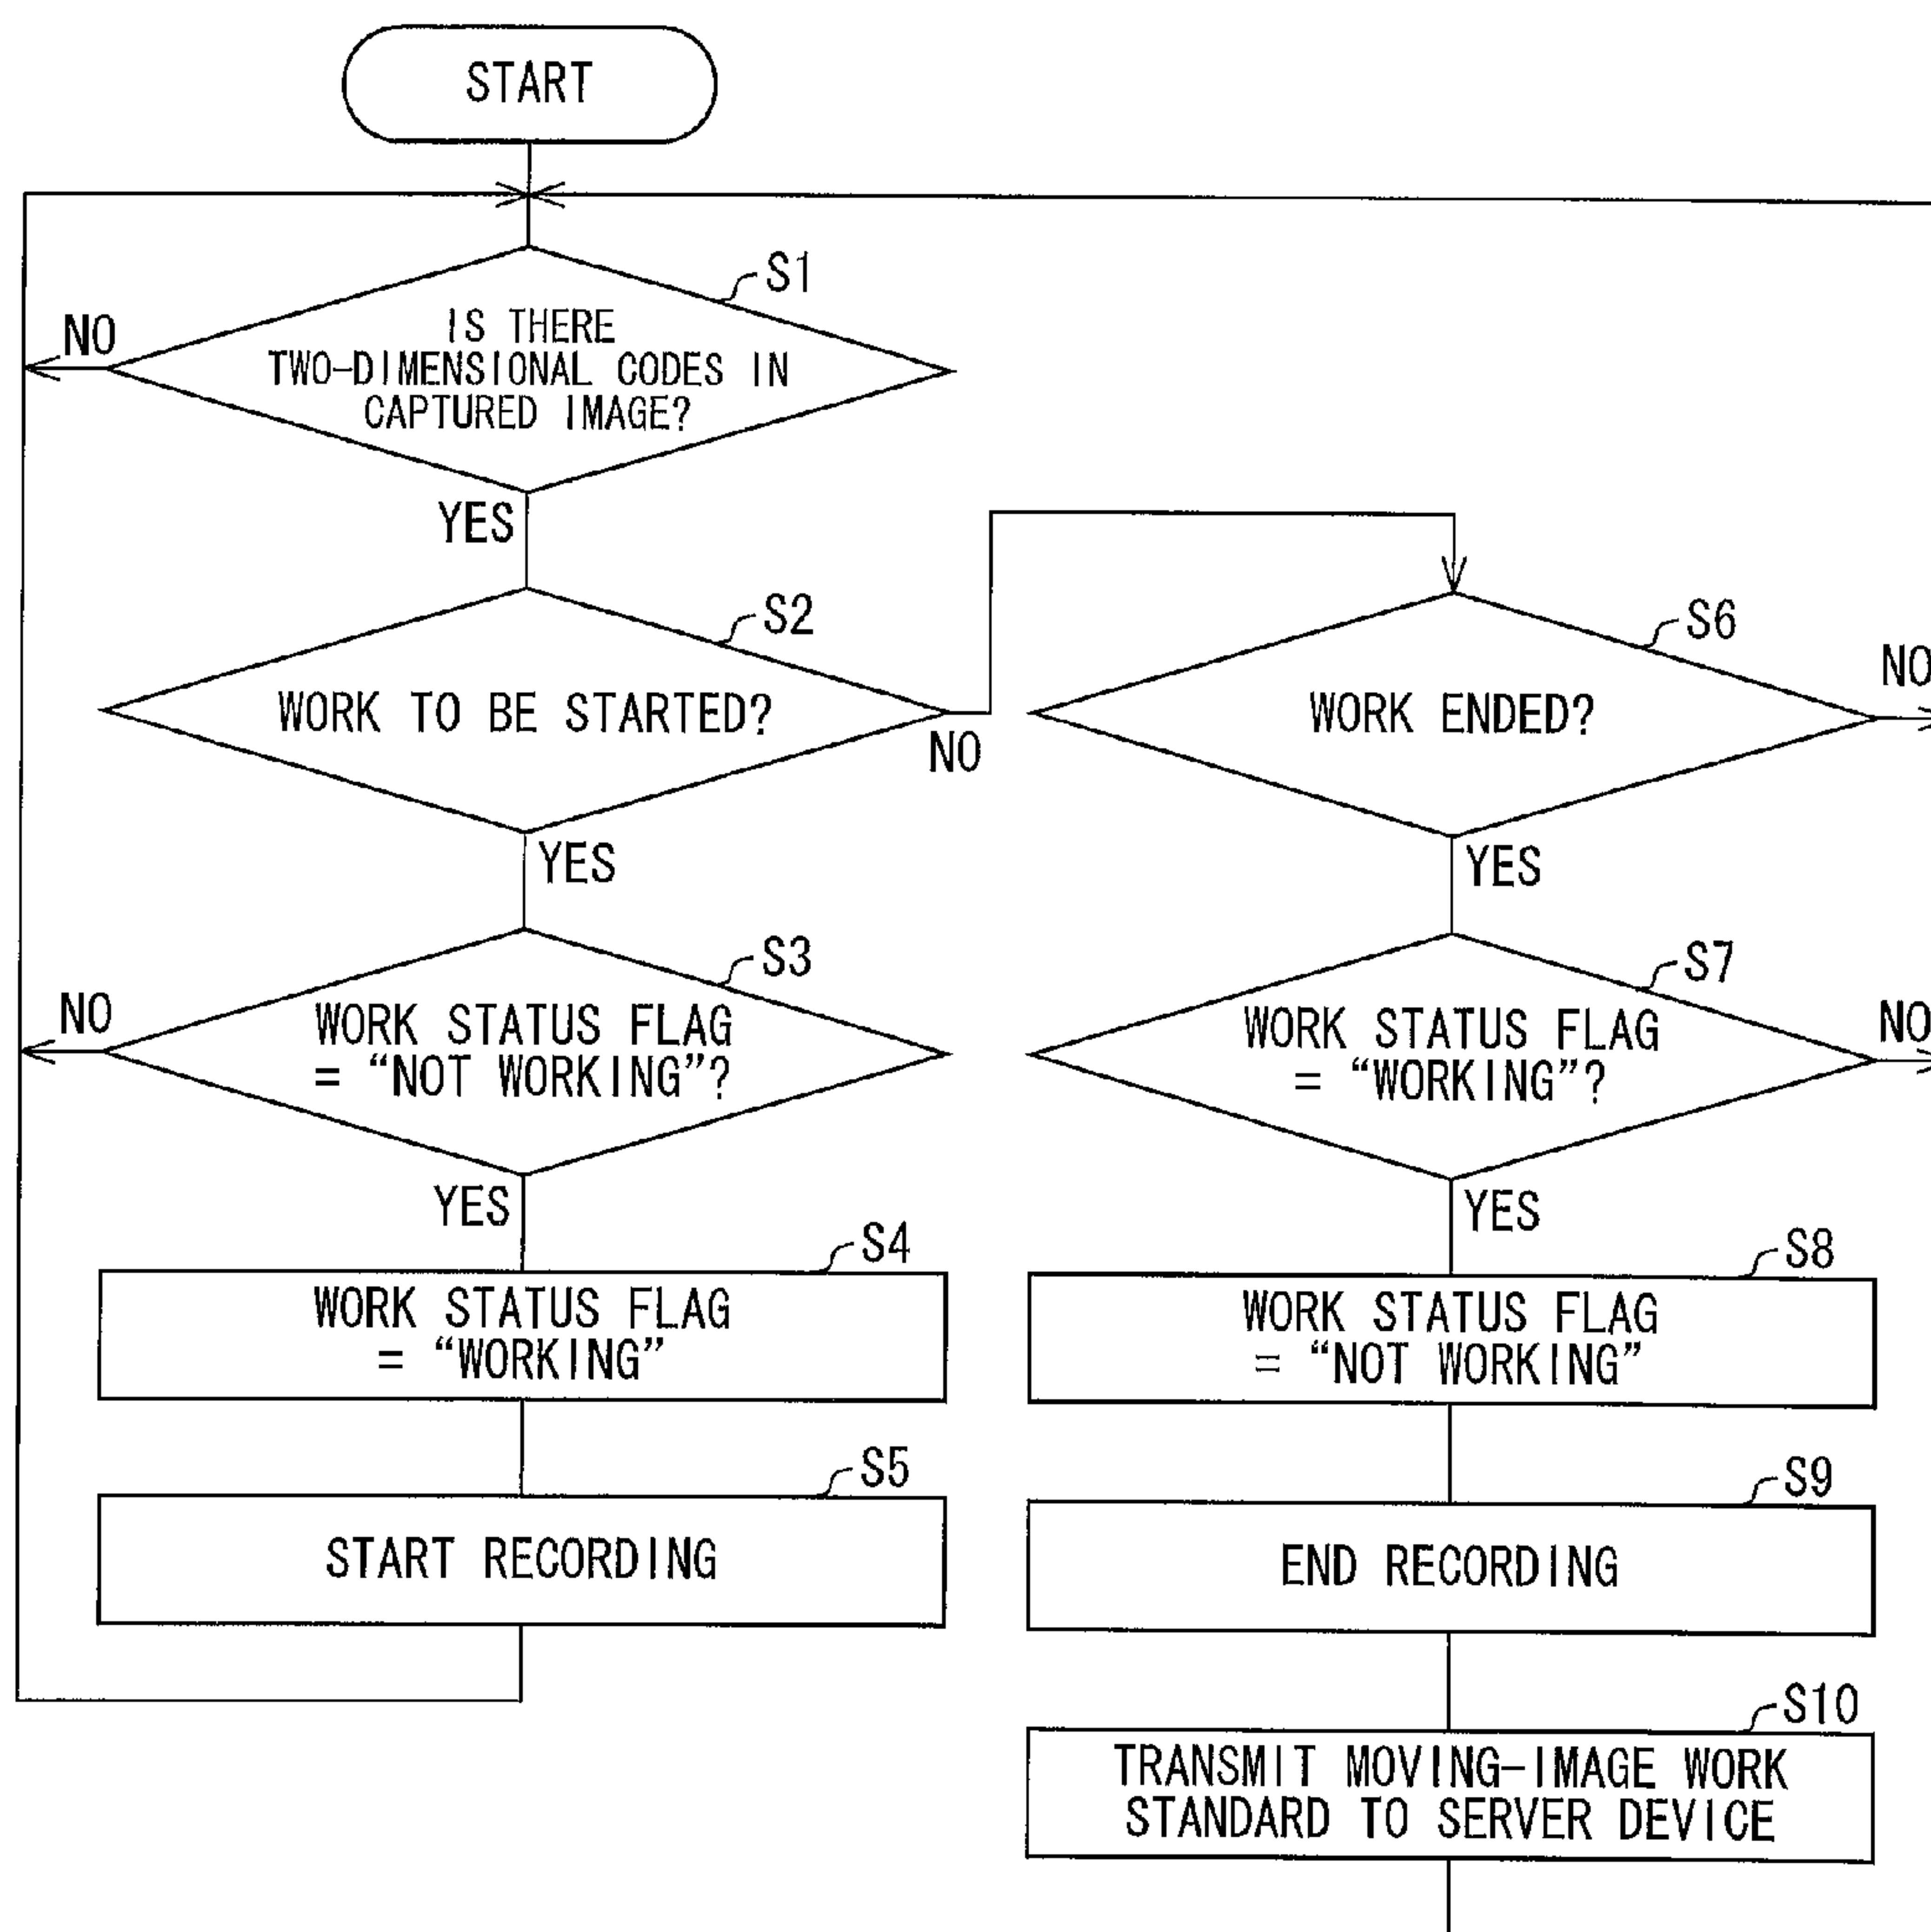 START
S1
NO
IS THERE
TWO-DIMENSIONAL CODES IN
CAPTURED IMAGE?
YES
S2
WORK TO BE STARTED?
NO
YES
S3
NO
WORK STATUS FLAG
= “NOT WORKING”?
YES
S4
WORK STATUS FLAG
= “WORKING”
S5
START RECORDING
S6
NO
WORK ENDED?
YES
S7
NO
WORK STATUS FLAG
= “WORKING”?
YES
S8
WORK STATUS FLAG
= “NOT WORKING”
S9
END RECORDING
S10
TRANSMIT MOVING-IMAGE WORK
STANDARD TO SERVER DEVICE